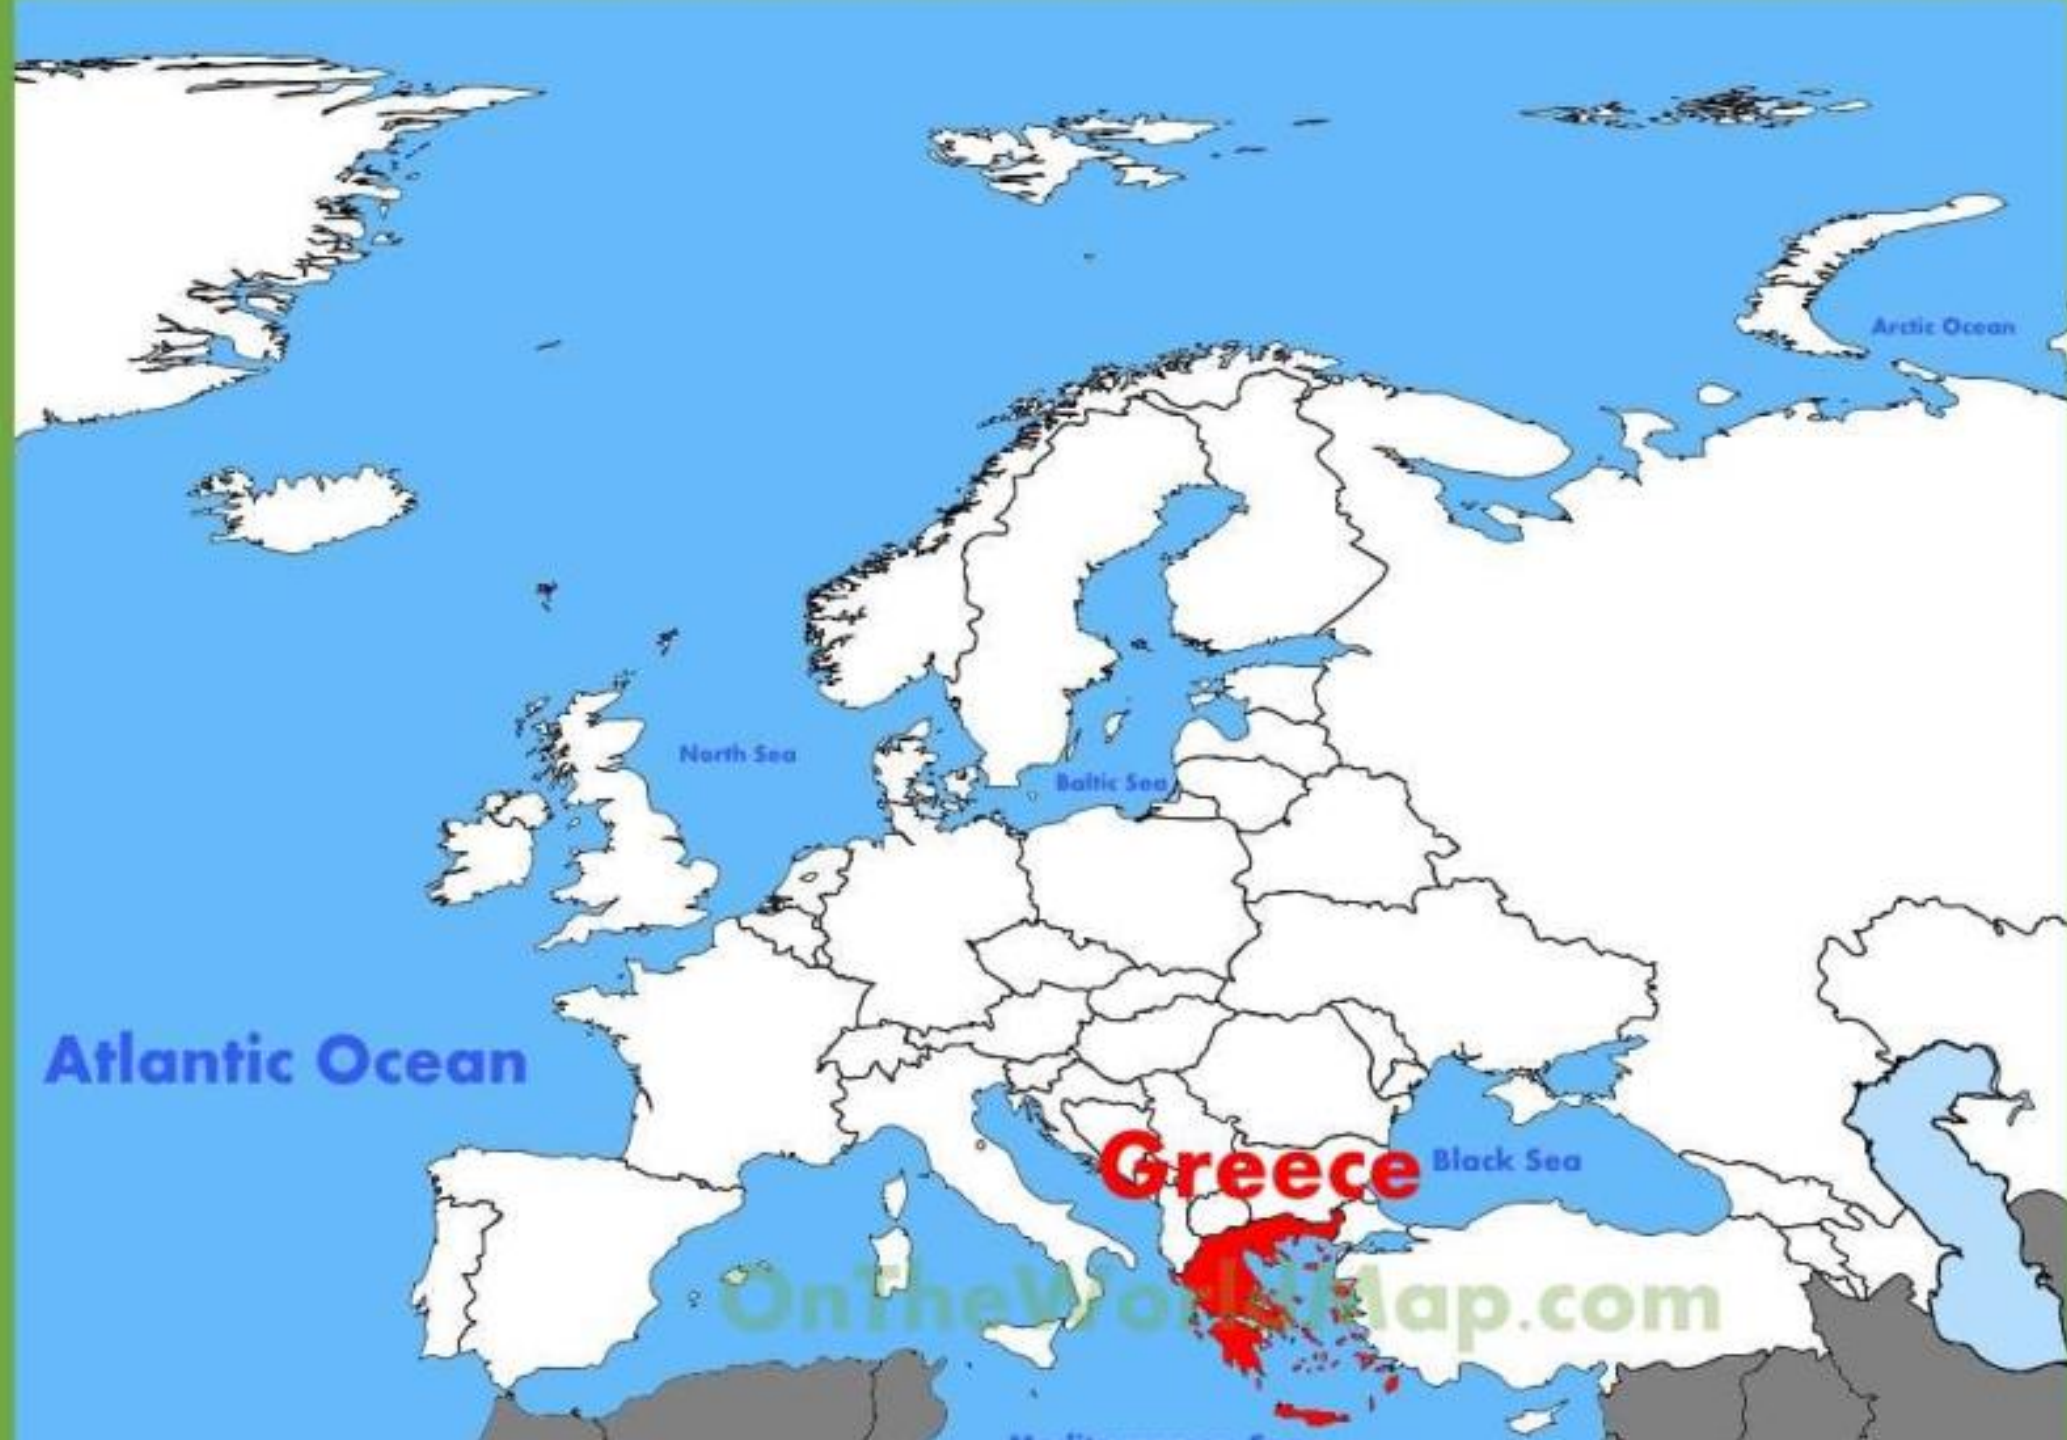 Arctic Ocean
North Sea
Baltic Sea
Atlantic Ocean
Greece
Black Sea
OnTheWorldMap.com